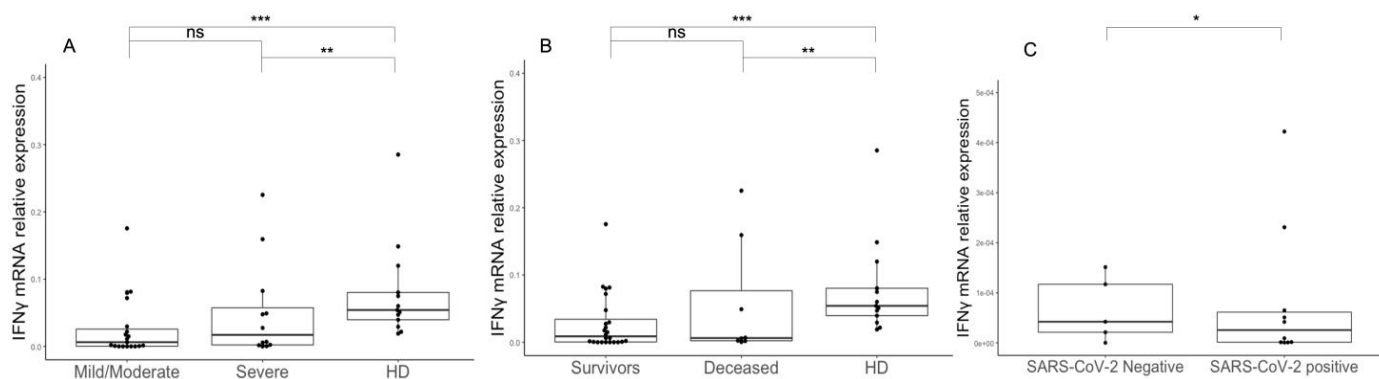 A
***
ns
**
IFNγ mRNA relative expression
0.4
0.3
0.2
0.1
0.0
Mild/Moderate Severe HD
B
***
ns
**
IFNγ mRNA relative expression
0.4
0.3
0.2
0.1
0.0
Survivors Deceased HD
C
*
IFNγ mRNA relative expression
5e-04
4e-04
3e-04
2e-04
1e-04
0e+00
SARS-CoV-2 Negative SARS-CoV-2 positive